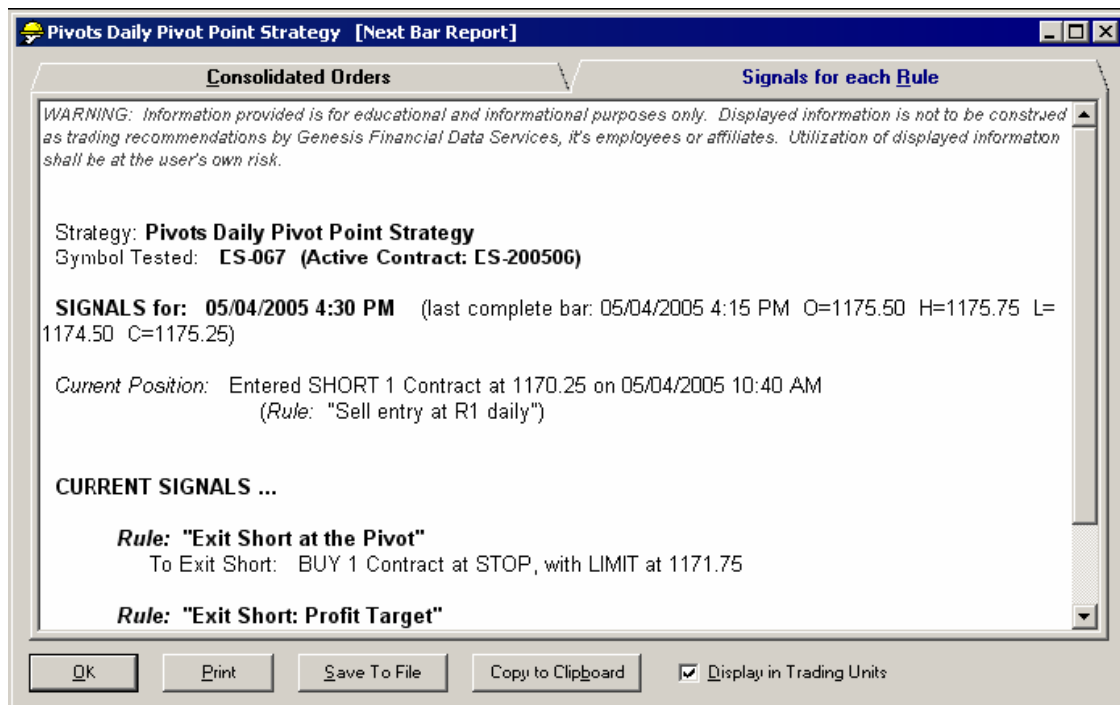 Pivots Daily Pivot Point Strategy [Next Bar Report]
Consolidated Orders
Signals for each Rule
WARNING: Information provided is for educational and informational purposes only. Displayed information is not to be construed
as trading recommendations by Genesis Financial Data Services, it's employees or affiliates. Utilization of displayed information
shall be at the user's own risk.
Strategy: Pivots Daily Pivot Point Strategy
Symbol Tested: ES-067 (Active Contract: ES-200506)
SIGNALS for: 05/04/2005 4:30 PM (last complete bar: 05/04/2005 4:15 PM O=1175.50 H=1175.75 L=
1174.50 C=1175.25)
Current Position: Entered SHORT 1 Contract at 1170.25 on 05/04/2005 10:40 AM
(Rule: "Sell entry at R1 daily")
CURRENT SIGNALS ...
Rule: "Exit Short at the Pivot"
To Exit Short: BUY 1 Contract at STOP, with LIMIT at 1171.75
Rule: "Exit Short: Profit Target"
OK
Print
Save To File
Copy to Clipboard
Display in Trading Units